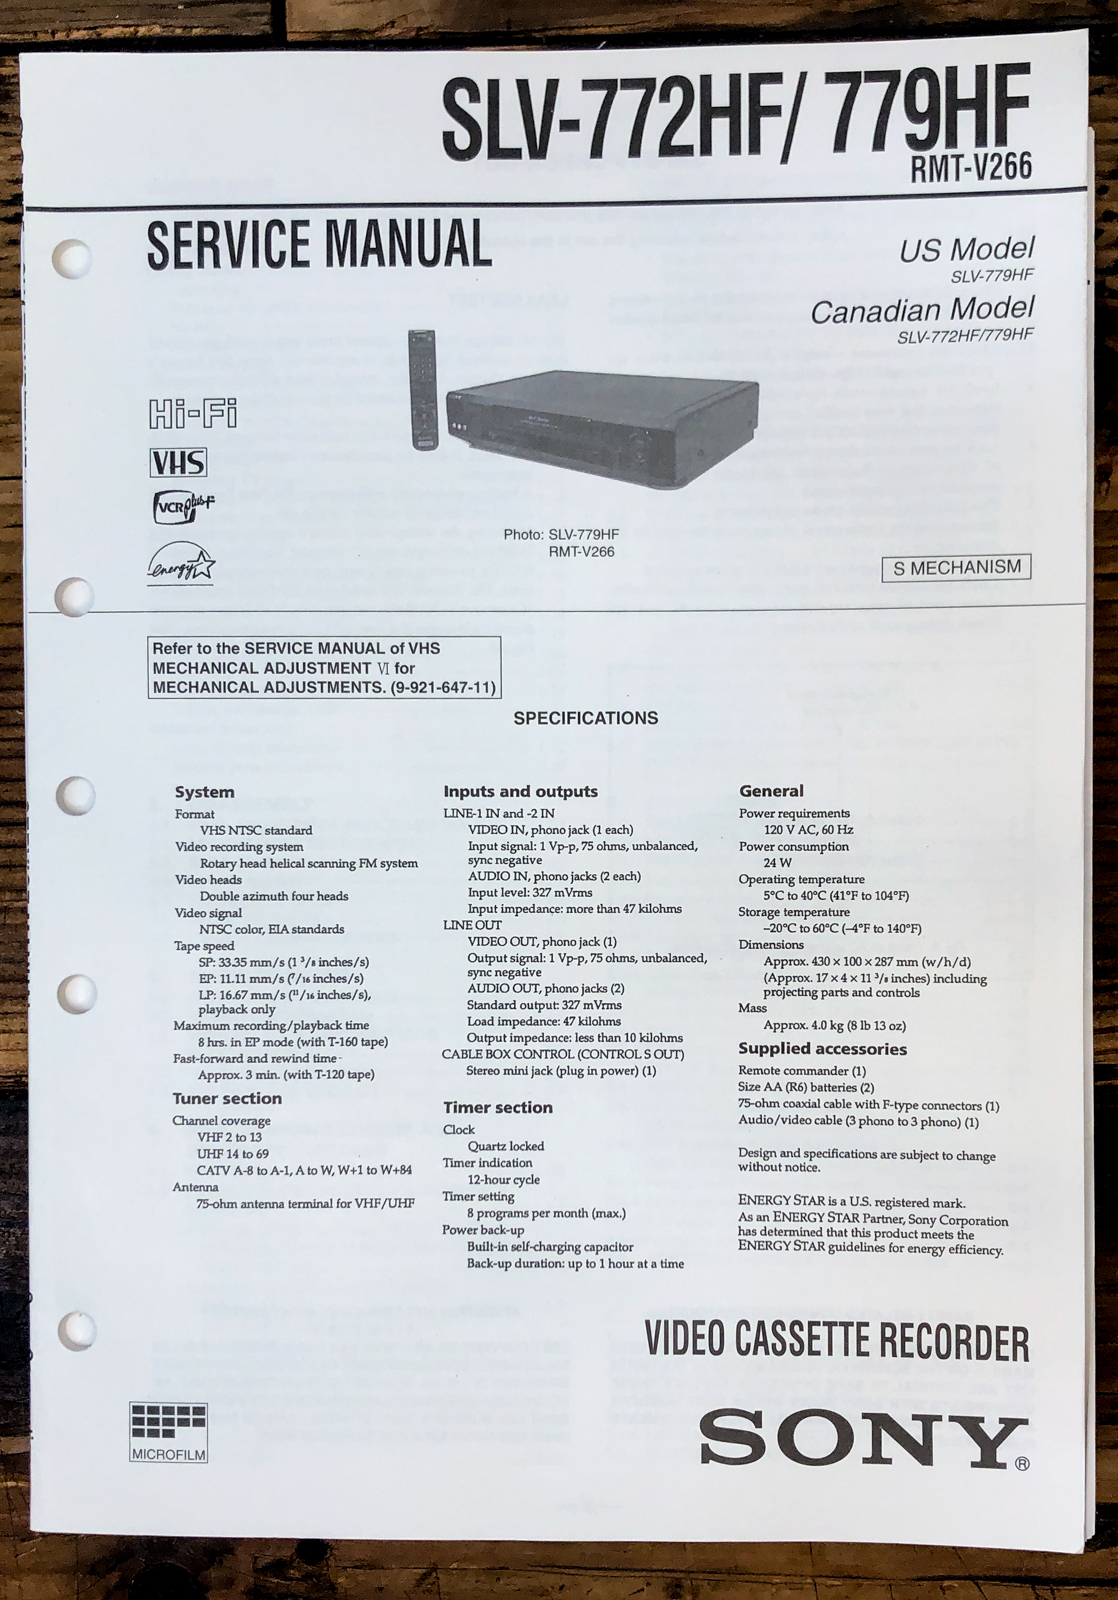 SLV-772HF/ 779HF
RMT-V266
SERVICE MANUAL
US Model
SLV-779HF
Canadian Model
SLV-772HF/779HF
Hi-Fi
VHS
VCR plus+
energy
Photo: SLV-779HF
RMT-V266
S MECHANISM
Refer to the SERVICE MANUAL of VHS
MECHANICAL ADJUSTMENT Ⅵ for
MECHANICAL ADJUSTMENTS. (9-921-647-11)
SPECIFICATIONS
System
Format
VHS NTSC standard
Video recording system
Rotary head helical scanning FM system
Video heads
Double azimuth four heads
Video signal
NTSC color, EIA standards
Tape speed
SP: 33.35 mm/s (1 3/8 inches/s)
EP: 11.11 mm/s (7/16 inches/s)
LP: 16.67 mm/s (11/16 inches/s),
playback only
Maximum recording/playback time
8 hrs. in EP mode (with T-160 tape)
Fast-forward and rewind time
Approx. 3 min. (with T-120 tape)
Tuner section
Channel coverage
VHF 2 to 13
UHF 14 to 69
CATV A-8 to A-1, A to W, W+1 to W+84
Antenna
75-ohm antenna terminal for VHF/UHF
Inputs and outputs
LINE-1 IN and -2 IN
VIDEO IN, phono jack (1 each)
Input signal: 1 Vp-p, 75 ohms, unbalanced,
sync negative
AUDIO IN, phono jacks (2 each)
Input level: 327 mVrms
Input impedance: more than 47 kilohms
LINE OUT
VIDEO OUT, phono jack (1)
Output signal: 1 Vp-p, 75 ohms, unbalanced,
sync negative
AUDIO OUT, phono jacks (2)
Standard output: 327 mVrms
Load impedance: 47 kilohms
Output impedance: less than 10 kilohms
CABLE BOX CONTROL (CONTROL S OUT)
Stereo mini jack (plug in power) (1)
Timer section
Clock
Quartz locked
Timer indication
12-hour cycle
Timer setting
8 programs per month (max.)
Power back-up
Built-in self-charging capacitor
Back-up duration: up to 1 hour at a time
General
Power requirements
120 V AC, 60 Hz
Power consumption
24 W
Operating temperature
5°C to 40°C (41°F to 104°F)
Storage temperature
–20°C to 60°C (–4°F to 140°F)
Dimensions
Approx. 430 × 100 × 287 mm (w/h/d)
(Approx. 17 × 4 × 11 3/8 inches) including
projecting parts and controls
Mass
Approx. 4.0 kg (8 lb 13 oz)
Supplied accessories
Remote commander (1)
Size AA (R6) batteries (2)
75-ohm coaxial cable with F-type connectors (1)
Audio/video cable (3 phono to 3 phono) (1)
Design and specifications are subject to change
without notice.
ENERGY STAR is a U.S. registered mark.
As an ENERGY STAR Partner, Sony Corporation
has determined that this product meets the
ENERGY STAR guidelines for energy efficiency.
VIDEO CASSETTE RECORDER
MICROFILM
SONY®